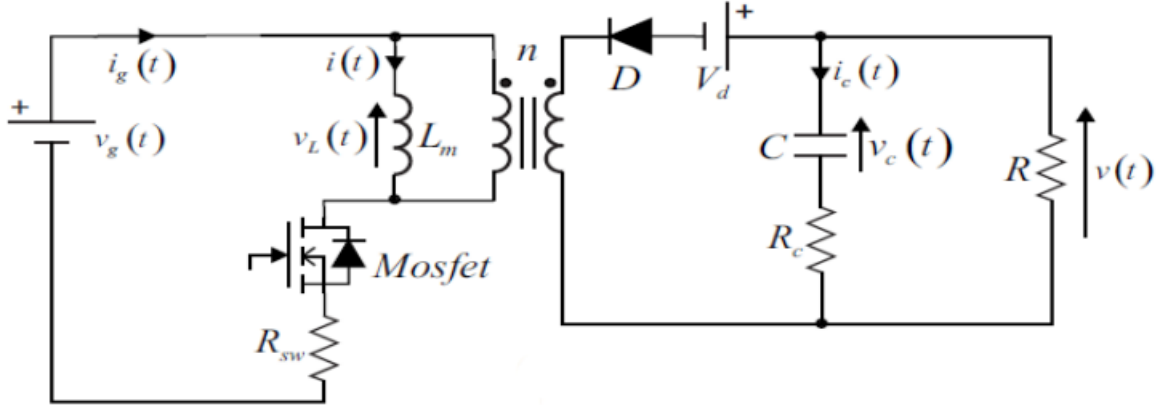 i_g(t)
+
v_g(t)
i(t)
v_L(t)
L_m
n
D
V_d
+
i_c(t)
C
v_c(t)
R_c
R
v(t)
Mosfet
R_sw